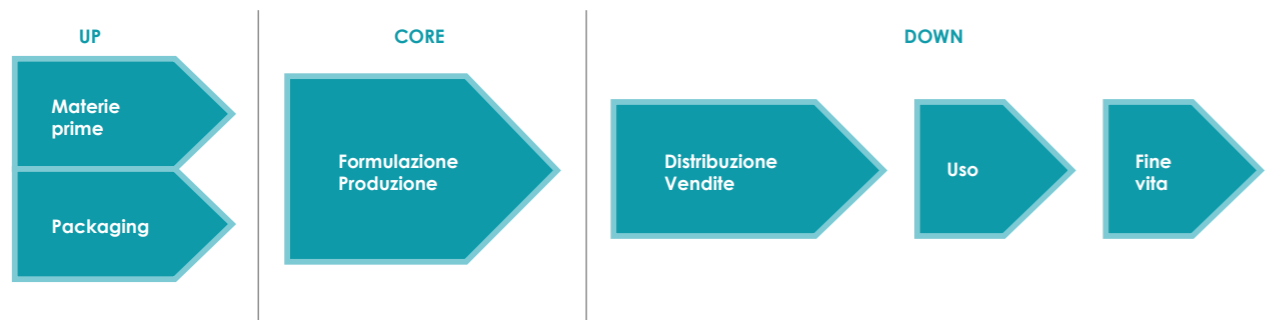 UP
Materie
prime
Packaging
CORE
Formulazione
Produzione
DOWN
Distribuzione
Vendite
Uso
Fine
vita